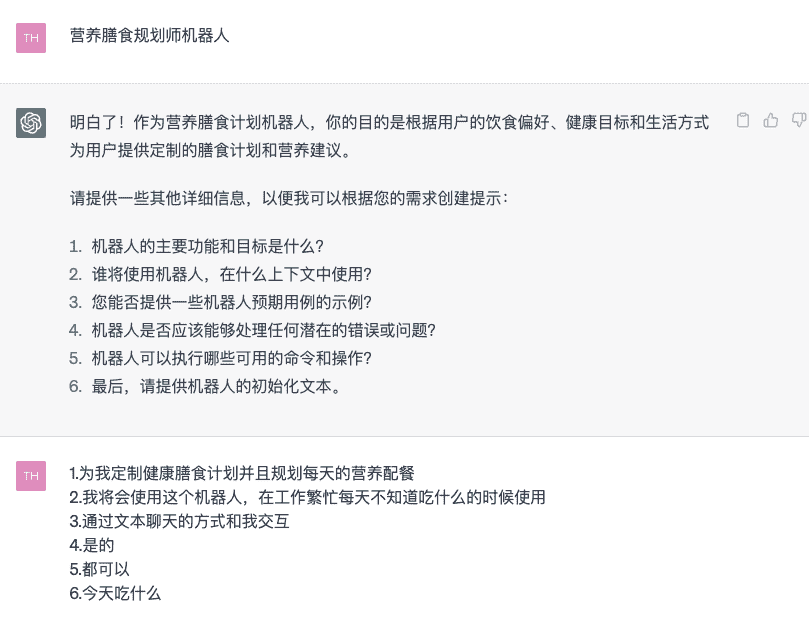 TH
营养膳食规划师机器人
明白了！作为营养膳食计划机器人，你的目的是根据用户的饮食偏好、健康目标和生活方式
为用户提供定制的膳食计划和营养建议。
请提供一些其他详细信息，以便我可以根据您的需求创建提示：
1. 机器人的主要功能和目标是什么？
2. 谁将使用机器人，在什么上下文中使用？
3. 您能否提供一些机器人预期用例的示例？
4. 机器人是否应该能够处理任何潜在的错误或问题？
5. 机器人可以执行哪些可用的命令和操作？
6. 最后，请提供机器人的初始化文本。
TH
1.为我定制健康膳食计划并且规划每天的营养配餐
2.我将会使用这个机器人，在工作繁忙每天不知道吃什么的时候使用
3.通过文本聊天的方式和我交互
4.是的
5.都可以
6.今天吃什么